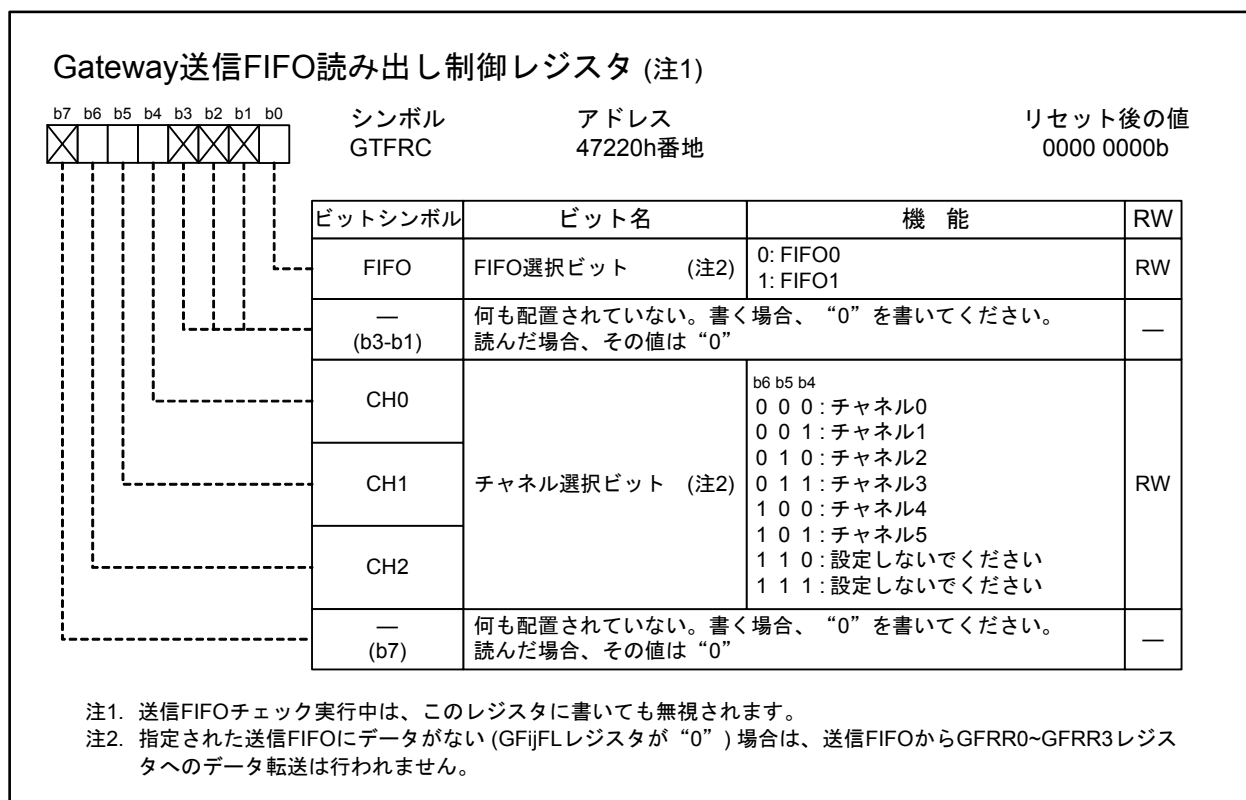 Gateway送信FIFO読み出し制御レジスタ (注1)
b7 b6 b5 b4 b3 b2 b1 b0
シンボル アドレス リセット後の値
GTFRC 47220h番地 0000 0000b
ビットシンボル ビット名 機 能 RW
FIFO FIFO選択ビット (注2) 0: FIFO0 RW
1: FIFO1
— 何も配置されていない。書く場合、“0”を書いてください。 —
(b3-b1) 読んだ場合、その値は“0”
b6 b5 b4
CH0 0 0 0 : チャネル0
0 0 1 : チャネル1
0 1 0 : チャネル2
CH1 チャネル選択ビット (注2) 0 1 1 : チャネル3 RW
1 0 0 : チャネル4
1 0 1 : チャネル5
CH2 1 1 0 : 設定しないでください
1 1 1 : 設定しないでください
— 何も配置されていない。書く場合、“0”を書いてください。 —
(b7) 読んだ場合、その値は“0”
注1. 送信FIFOチェック実行中は、このレジスタに書いても無視されます。
注2. 指定された送信FIFOにデータがない (GFijFLレジスタが“0”) 場合は、送信FIFOからGFRR0~GFRR3レジス
タへのデータ転送は行われません。